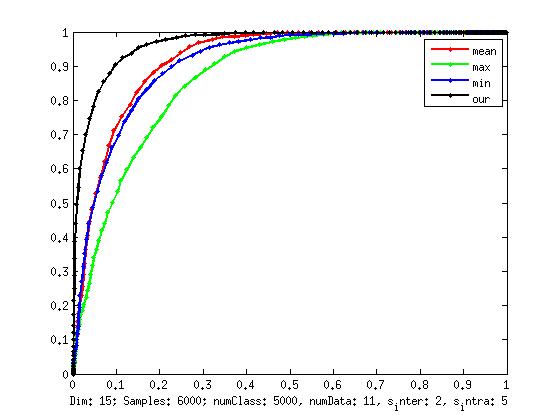 1
0.9
0.8
0.7
0.6
0.5
0.4
0.3
0.2
0.1
0
mean
max
min
our
0 0.1 0.2 0.3 0.4 0.5 0.6 0.7 0.8 0.9 1
Dim: 15; Samples: 6000; numClass: 5000, numData: 11, sinter: 2, sintra: 5